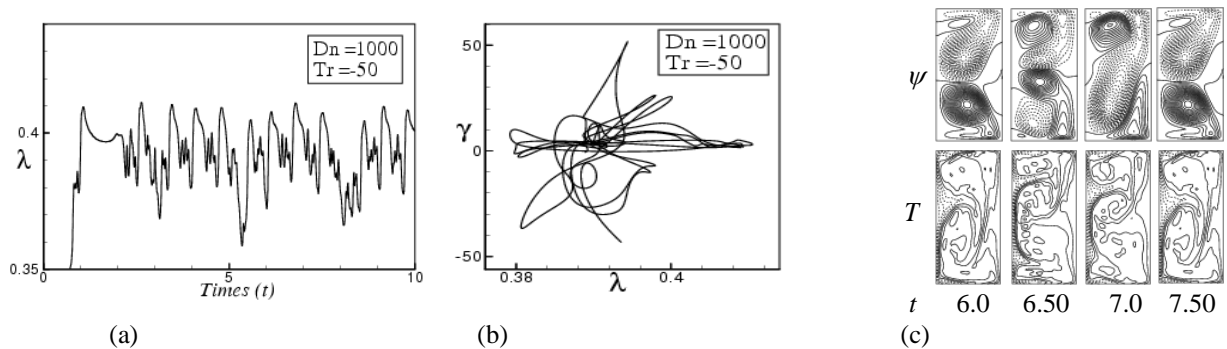 Dn =1000
Tr =-50
0.4
λ
0.35
0
5
10
Times (t)
(a)
Dn =1000
Tr =-50
50
γ
0
-50
0.38
0.4
λ
(b)
ψ
T
t 6.0 6.50 7.0 7.50
(c)